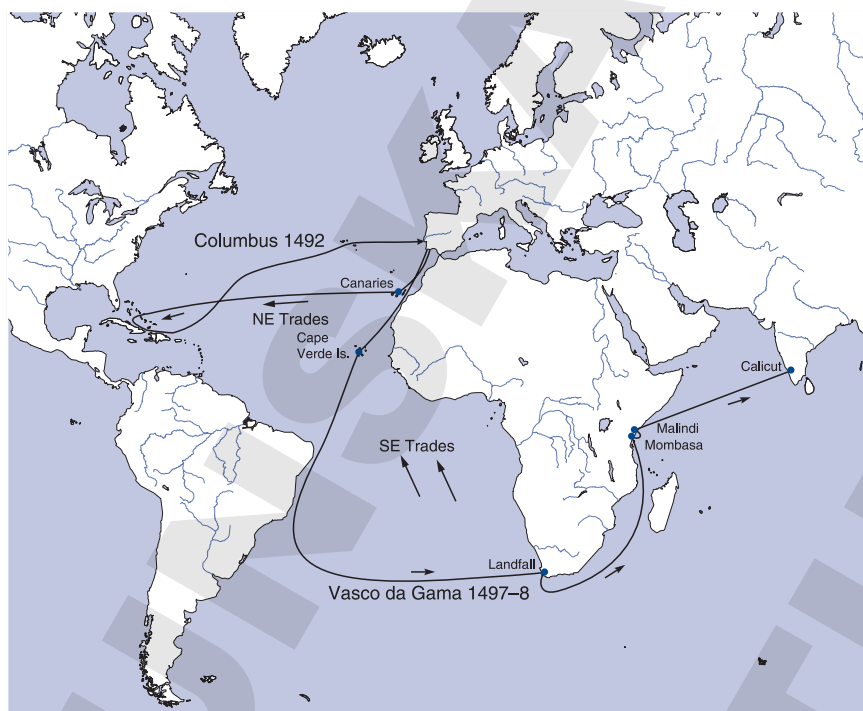 Columbus 1492
Canaries
NE Trades
Cape
Verde Is.
Calicut
Malindi
Mombasa
SE Trades
Landfall
Vasco da Gama 1497–8